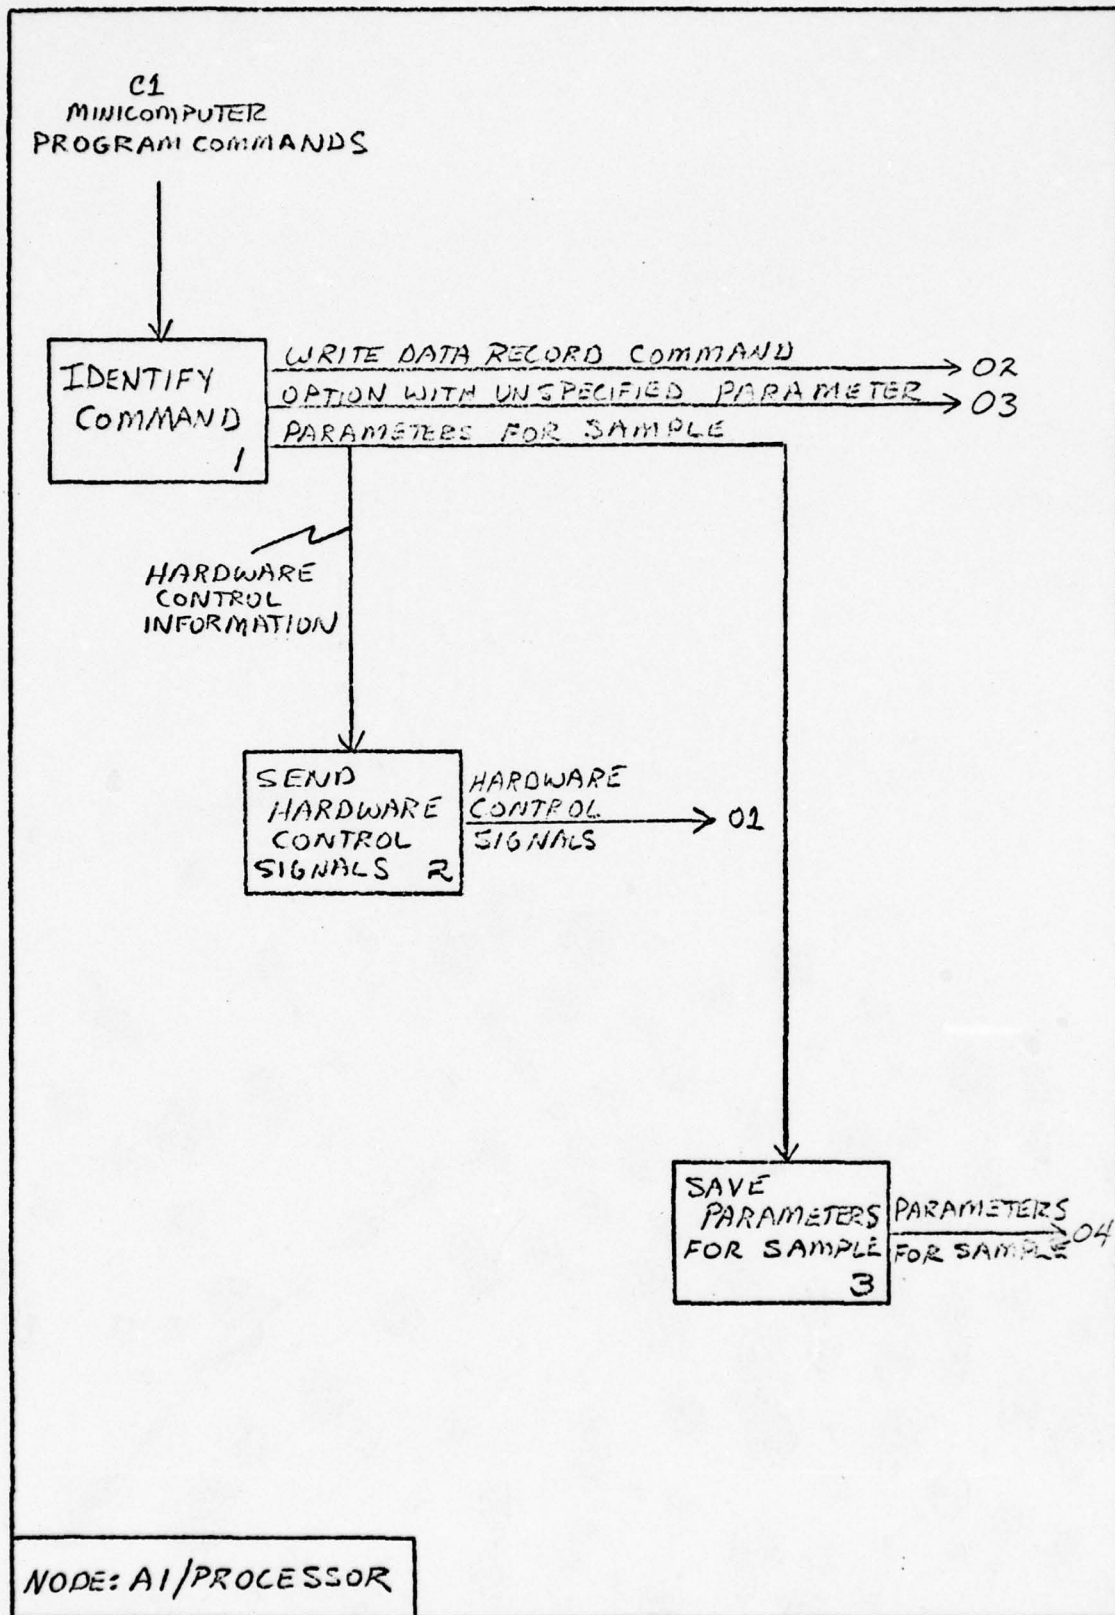 C1
MINICOMPUTER
PROGRAM COMMANDS
IDENTIFY
COMMAND
1
WRITE DATA RECORD COMMAND
O2
OPTION WITH UNSPECIFIED PARAMETER
O3
PARAMETERS FOR SAMPLE
HARDWARE
CONTROL
INFORMATION
SEND
HARDWARE
CONTROL
SIGNALS 2
HARDWARE
CONTROL
SIGNALS
O1
SAVE
PARAMETERS
FOR SAMPLE
3
PARAMETERS
FOR SAMPLE
O4
NODE: A1/PROCESSOR